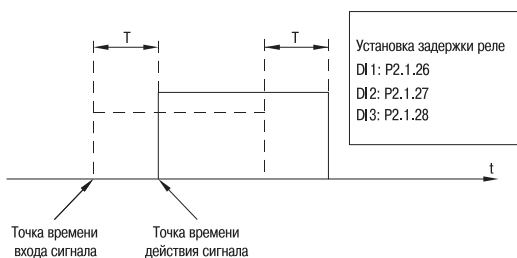 T
T
Установка задержки реле
DI1: P2.1.26
DI2: P2.1.27
DI3: P2.1.28
t
Точка времени
входа сигнала
Точка времени
действия сигнала